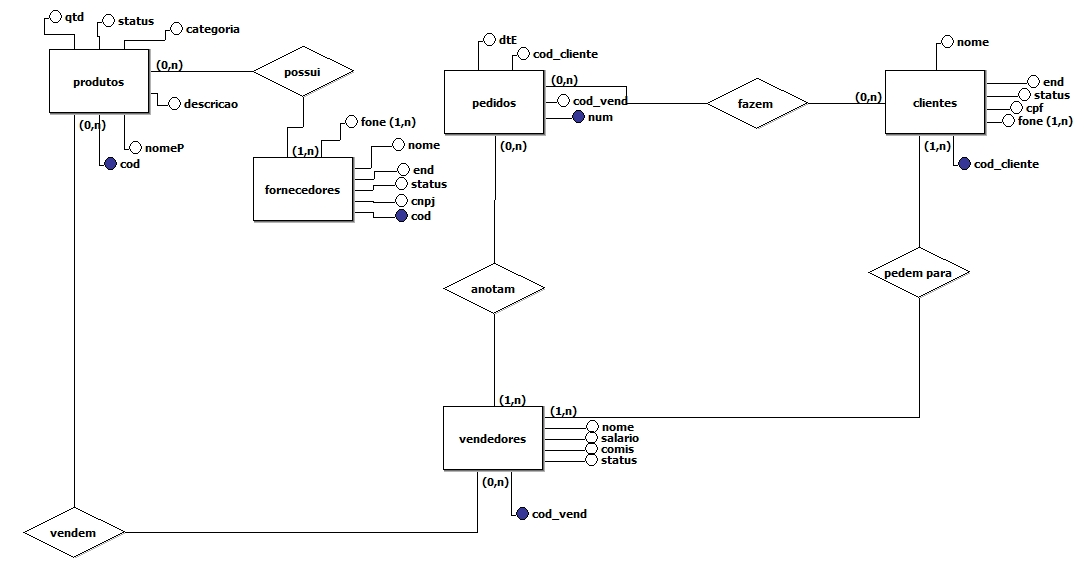 qtd
status
categoria
produtos
(0,n)
possui
descricao
(0,n)
nomeP
cod
fone (1,n)
(1,n)
nome
fornecedores
end
status
cnpj
cod
dtE
cod_cliente
(0,n)
pedidos
cod_vend
num
(0,n)
fazem
(0,n)
nome
clientes
end
status
cpf
fone (1,n)
(1,n)
cod_cliente
anotam
pedem para
(1,n)
(1,n)
vendedores
nome
salario
comis
status
(0,n)
cod_vend
vendem